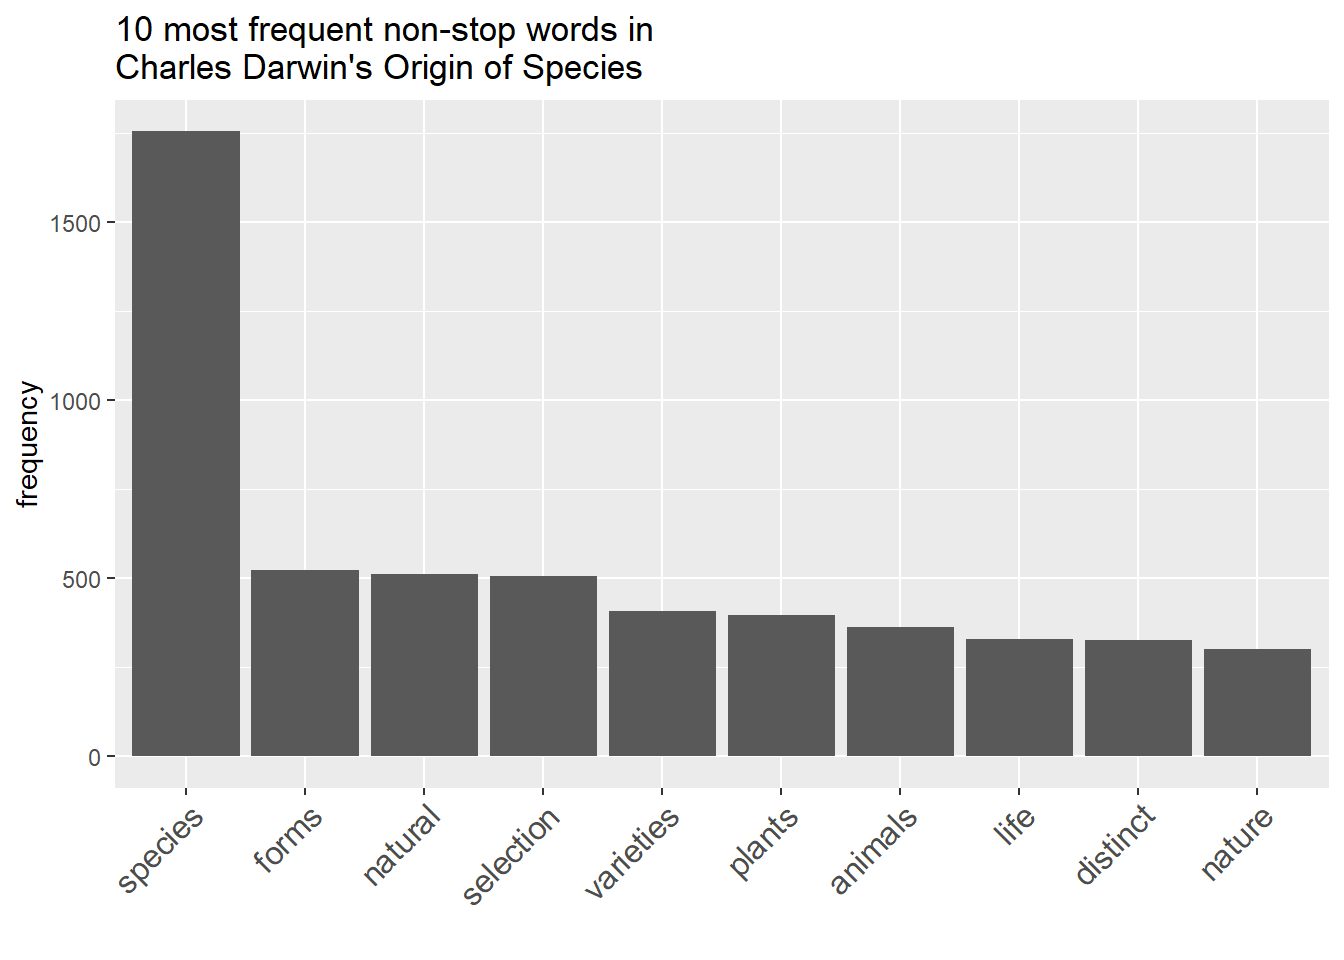 10 most frequent non-stop words in
Charles Darwin's Origin of Species
frequency
1500
1000
500
0
species
forms
natural
selection
varieties
plants
animals
life
distinct
nature